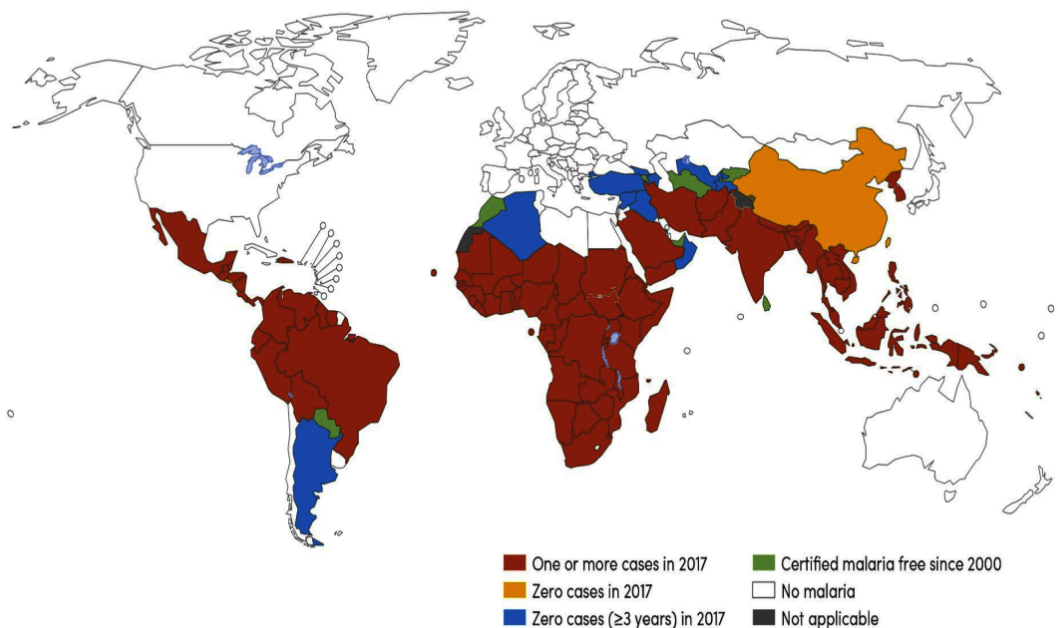 One or more cases in 2017
Zero cases in 2017
Zero cases (≥3 years) in 2017
Certified malaria free since 2000
No malaria
Not applicable